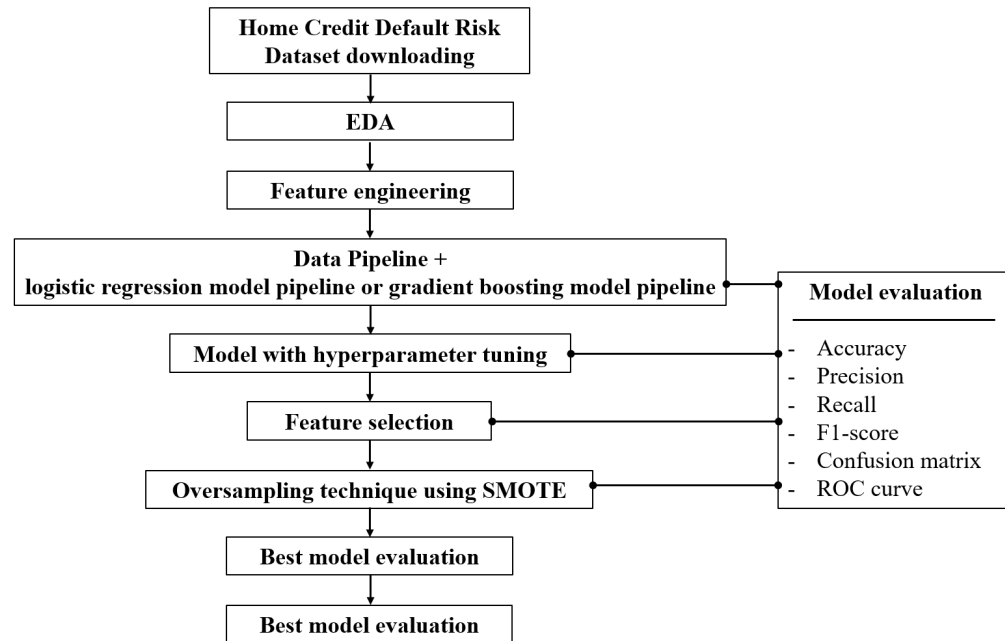 Home Credit Default Risk
Dataset downloading
EDA
Feature engineering
Data Pipeline +
logistic regression model pipeline or gradient boosting model pipeline
Model with hyperparameter tuning
Feature selection
Oversampling technique using SMOTE
Best model evaluation
Best model evaluation
Model evaluation
- Accuracy
- Precision
- Recall
- F1-score
- Confusion matrix
- ROC curve